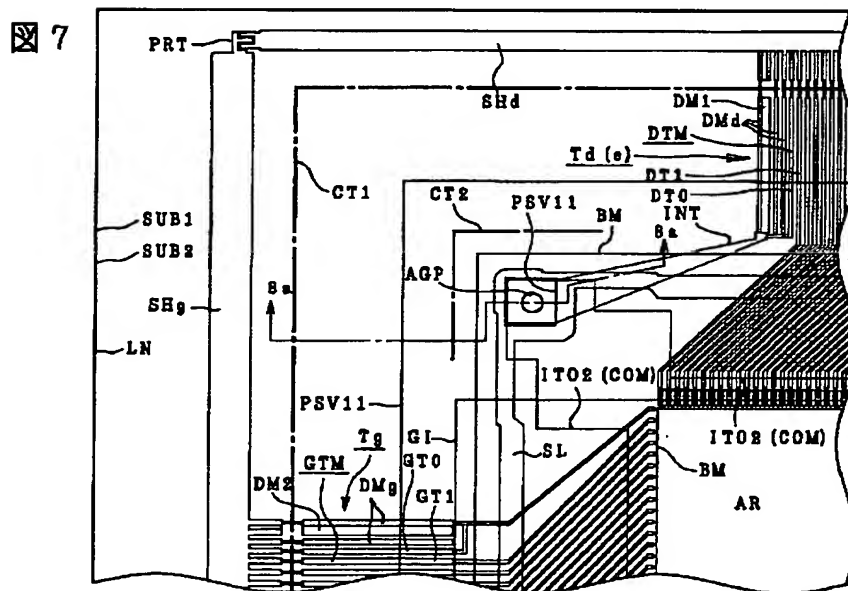 図 7
PRT
SHd
DM1
DMd
DTM
Td (e)
DT1
CT1
DT0
CT2
PSV11
INT
BM
8a
SUB1
SUB2
AGP
8a
SHg
LN
ITO2 (COM)
PSV11
GI
ITO2 (COM)
Tg
SL
BM
GTM
GT0
AR
DM2
DMg
GT1